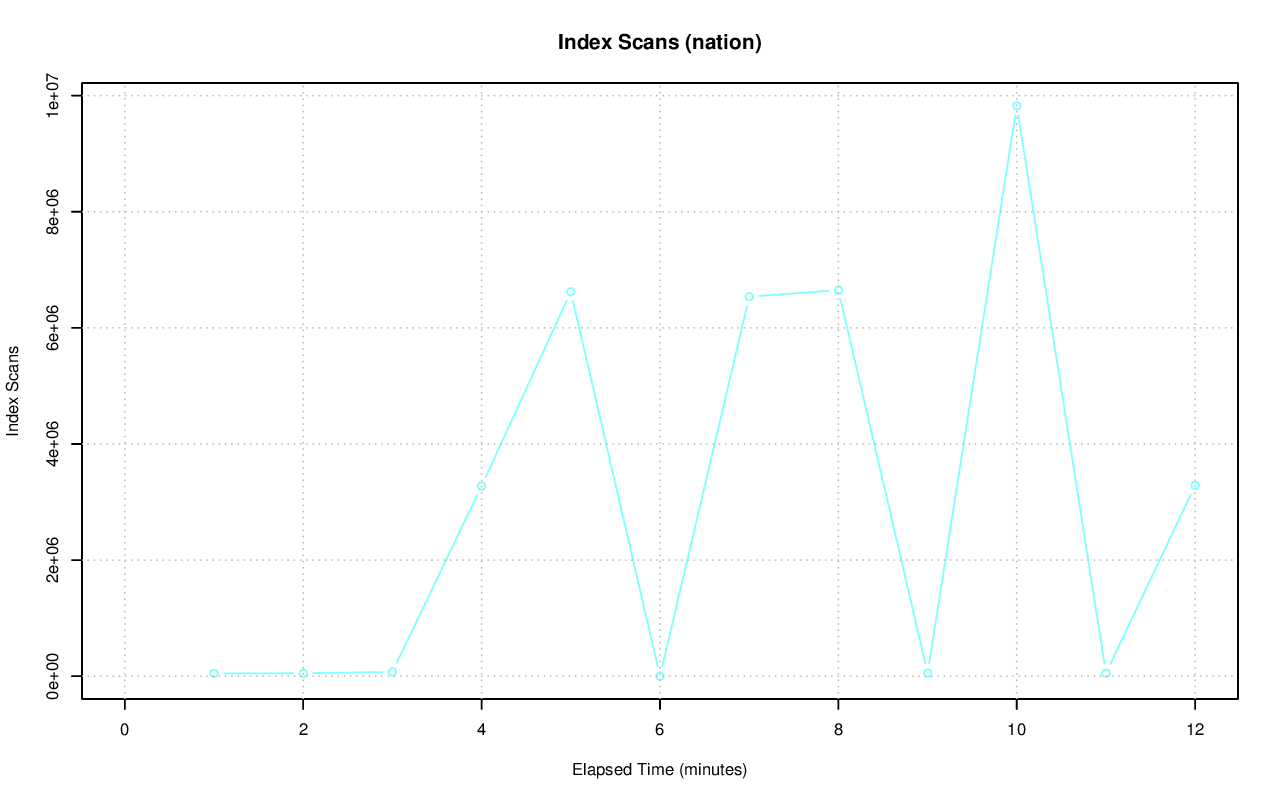 Index Scans (nation)
1e+07
8e+06
6e+06
4e+06
2e+06
0e+00
Index Scans
0 2 4 6 8 10 12
Elapsed Time (minutes)